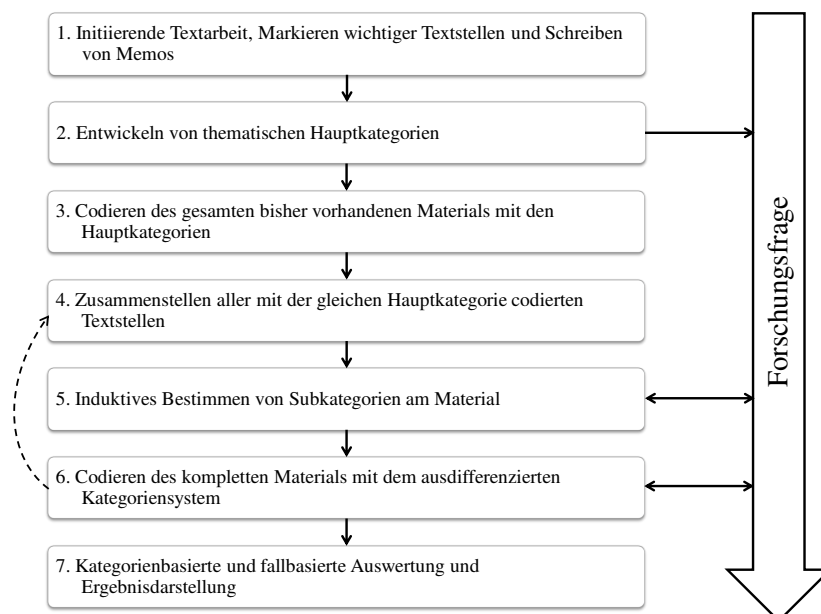 1. Initiierende Textarbeit, Markieren wichtiger Textstellen und Schreiben
von Memos
2. Entwickeln von thematischen Hauptkategorien
3. Codieren des gesamten bisher vorhandenen Materials mit den
Hauptkategorien
4. Zusammenstellen aller mit der gleichen Hauptkategorie codierten
Textstellen
5. Induktives Bestimmen von Subkategorien am Material
6. Codieren des kompletten Materials mit dem ausdifferenzierten
Kategoriensystem
7. Kategorienbasierte und fallbasierte Auswertung und
Ergebnisdarstellung
Forschungsfrage